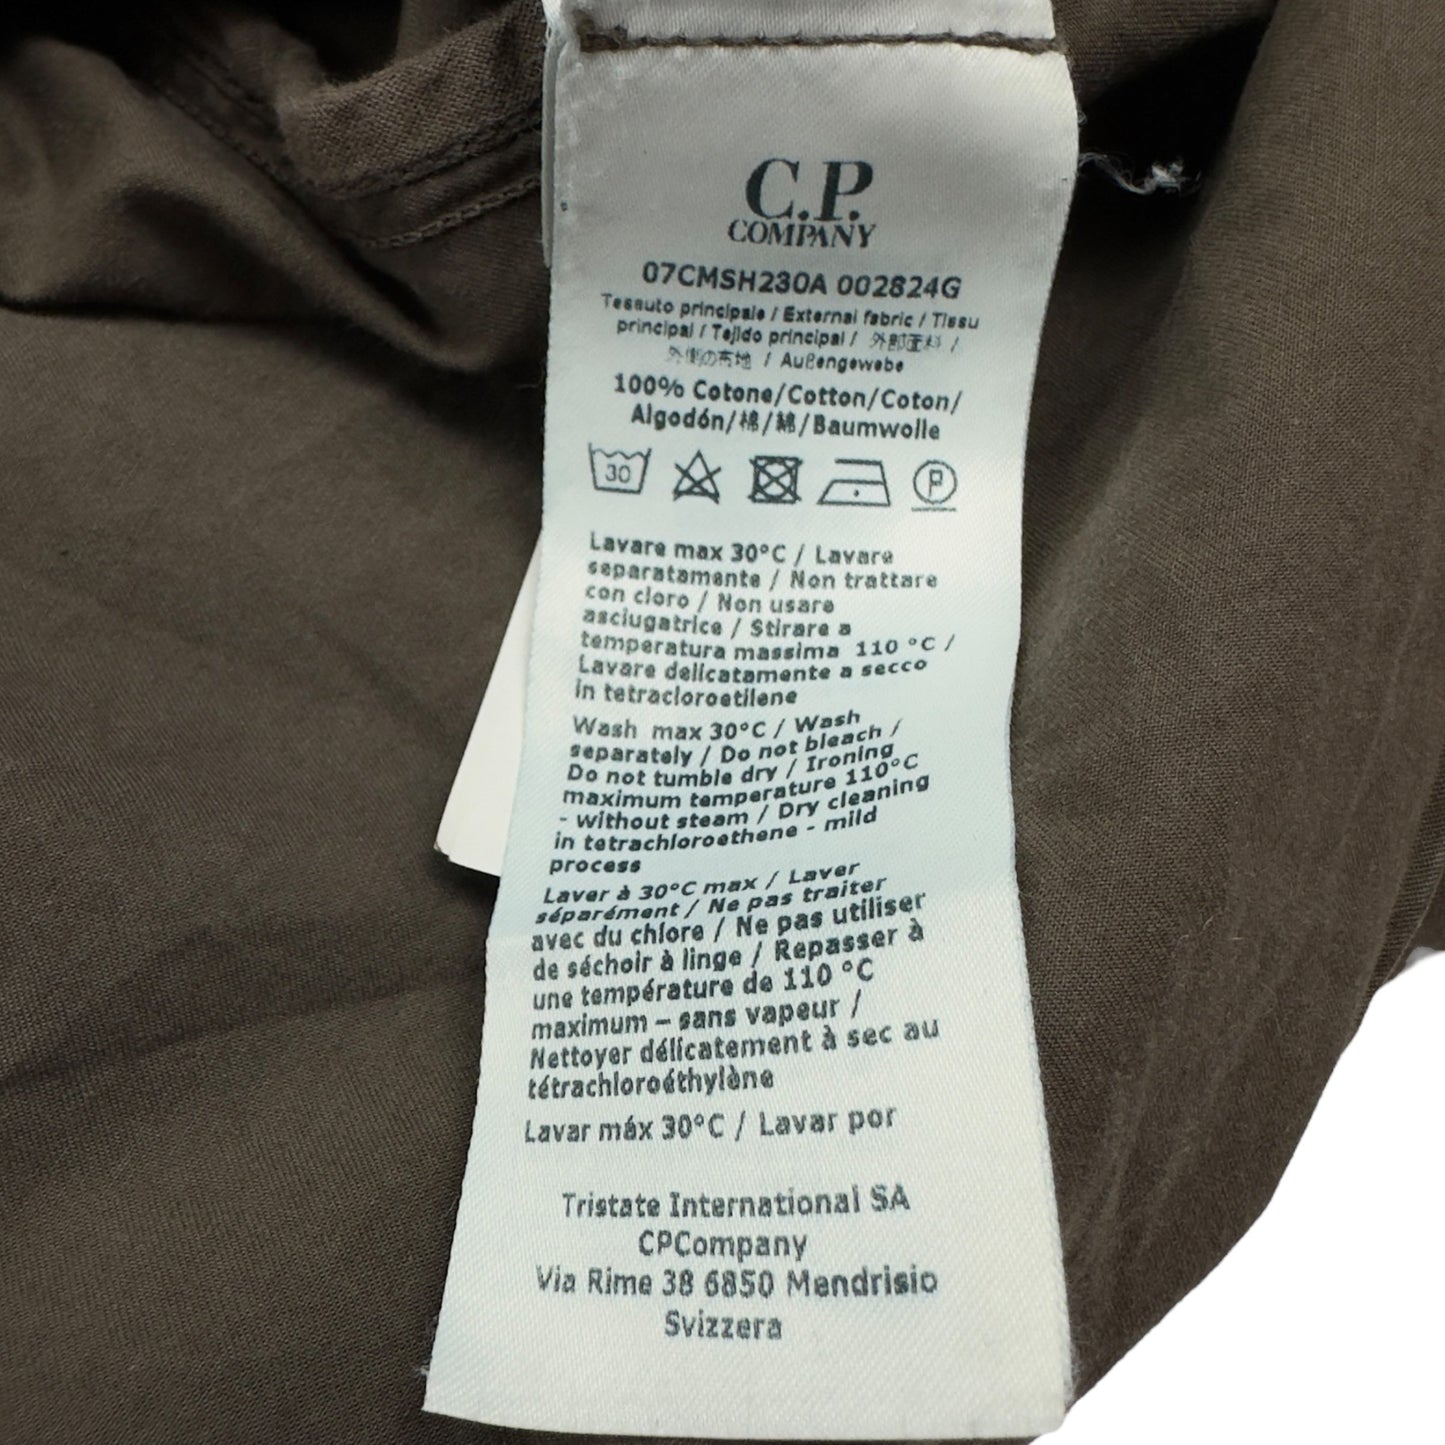 C.P.
COMPANY
07CMSH230A 002824G
Tessuto principale / External fabric / Tissu
principal / Tejido principal / 外部面料 /
外側の布地 / Außengewebe
100% Cotone/Cotton/Coton/
Algodón/棉/綿/Baumwolle
30 P
Lavare max 30°C / Lavare
separatamente / Non trattare
con cloro / Non usare
asciugatrice / Stirare a
temperatura massima 110 °C /
Lavare delicatamente a secco
in tetracloroetilene
Wash max 30°C / Wash
separately / Do not bleach /
Do not tumble dry / Ironing
maximum temperature 110°C
- without steam / Dry cleaning
in tetrachloroethene - mild
process
Laver à 30°C max / Laver
séparément / Ne pas traiter
avec du chlore / Ne pas utiliser
de séchoir à linge / Repasser à
une température de 110 °C
maximum – sans vapeur /
Nettoyer délicatement à sec au
tétrachloroéthylène
Lavar máx 30°C / Lavar por
Tristate International SA
CPCompany
Via Rime 38 6850 Mendrisio
Svizzera